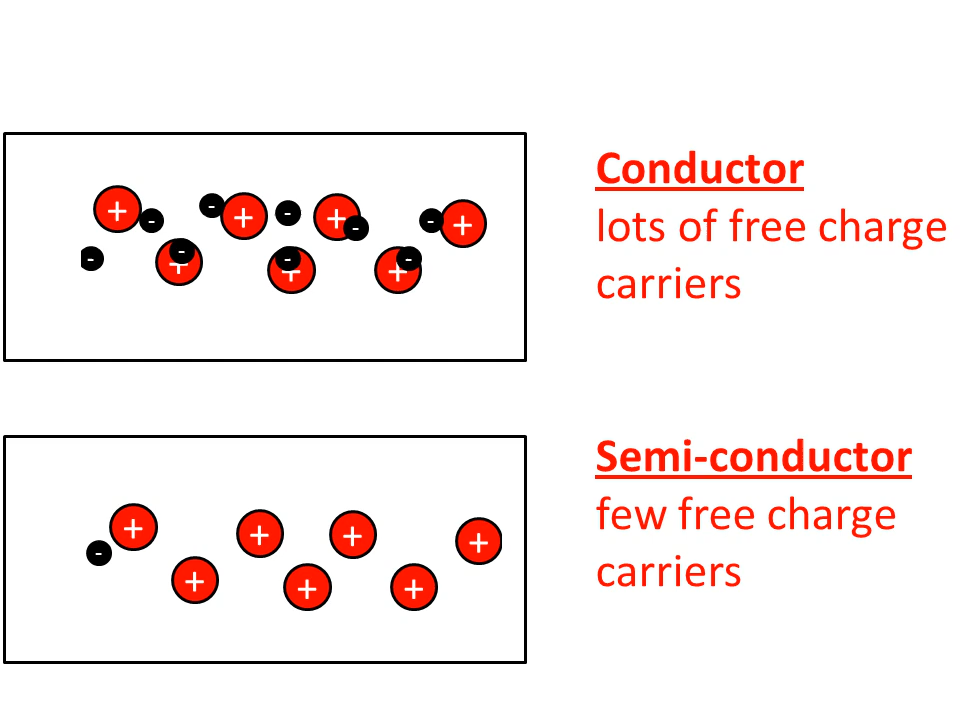 Conductor
lots of free charge
carriers
+ - - + - + - - +
- - + - + + -
Semi-conductor
few free charge
carriers
+ + + +
- + + +